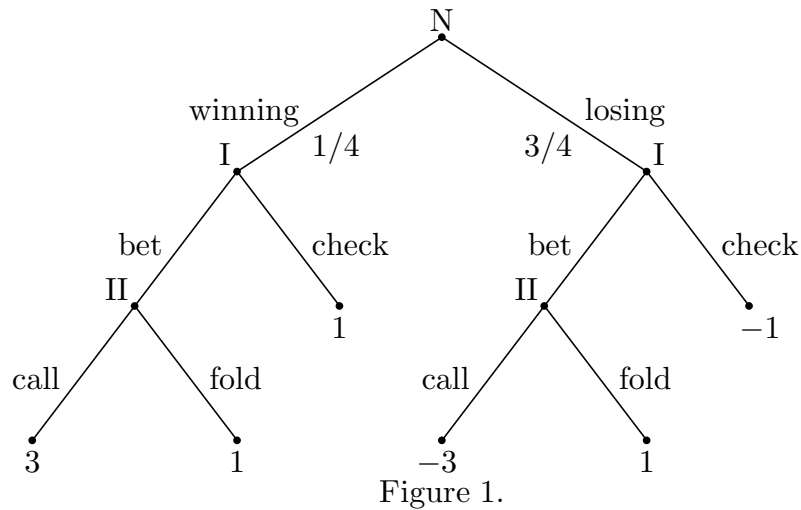 N
winning losing
1/4 3/4
I I
bet check bet check
II II
1 −1
call fold call fold
3 1 −3 1
Figure 1.